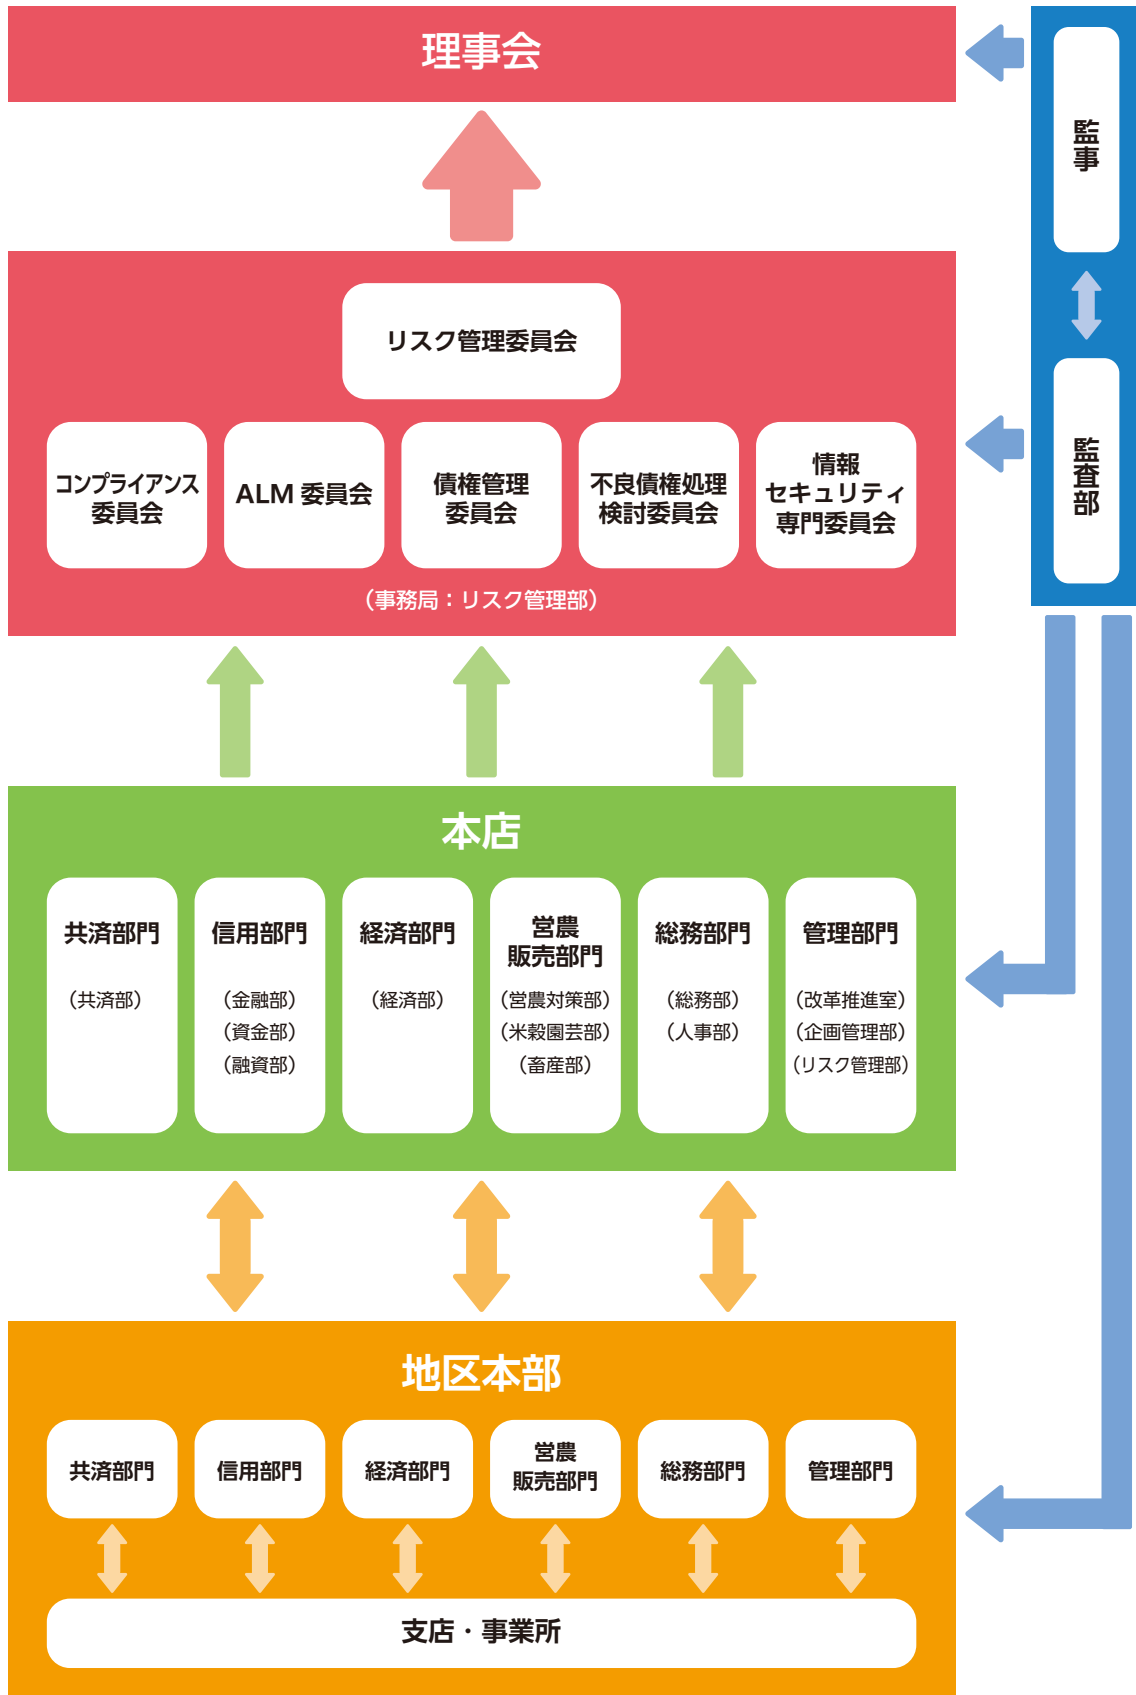 理事会
監事
監査部
リスク管理委員会
コンプライアンス
委員会
ALM 委員会
債権管理
委員会
不良債権処理
検討委員会
情報
セキュリティ
専門委員会
(事務局：リスク管理部)
本店
共済部門
(共済部)
信用部門
(金融部)
(資金部)
(融資部)
経済部門
(経済部)
営農
販売部門
(営農対策部)
(米穀園芸部)
(畜産部)
総務部門
(総務部)
(人事部)
管理部門
(改革推進室)
(企画管理部)
(リスク管理部)
地区本部
共済部門
信用部門
経済部門
営農
販売部門
総務部門
管理部門
支店・事業所